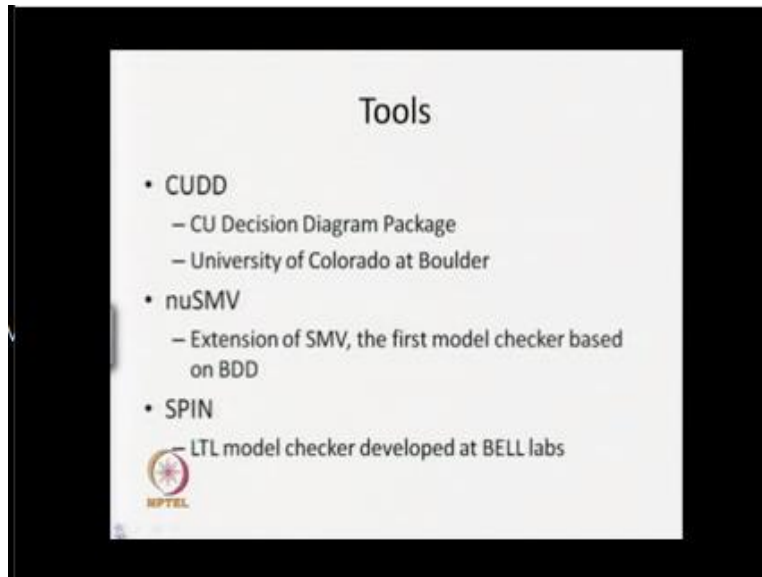 Tools
• CUDD
– CU Decision Diagram Package
– University of Colorado at Boulder
• nuSMV
– Extension of SMV, the first model checker based
on BDD
• SPIN
– LTL model checker developed at BELL labs
NPTEL